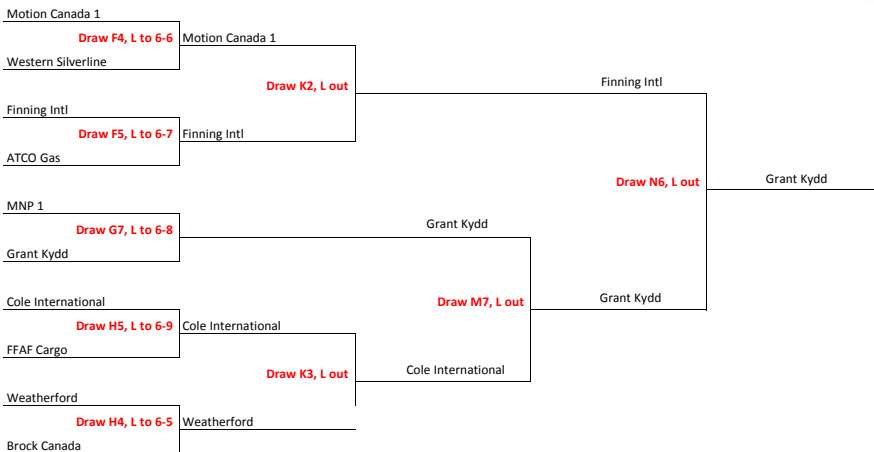 Motion Canada 1
Draw F4, L to 6-6 Motion Canada 1
Western Silverline
Draw K2, L out Finning Intl
Finning Intl
Draw F5, L to 6-7 Finning Intl
ATCO Gas
Draw N6, L out Grant Kydd
MNP 1
Draw G7, L to 6-8 Grant Kydd
Grant Kydd
Cole International Draw M7, L out Grant Kydd
Draw H5, L to 6-9 Cole International
FFAF Cargo
Draw K3, L out Cole International
Weatherford
Draw H4, L to 6-5 Weatherford
Brock Canada